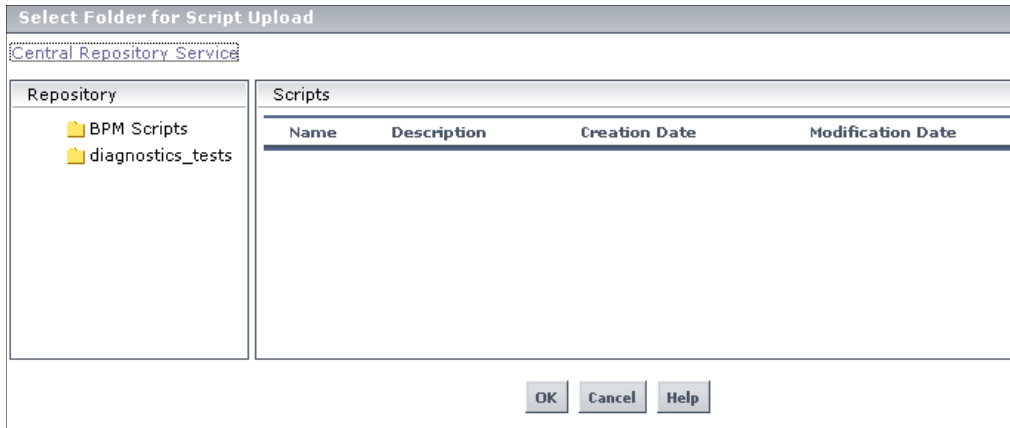 Select Folder for Script Upload
Central Repository Service
Repository
BPM Scripts
diagnostics_tests
Scripts
Name Description Creation Date Modification Date
OK Cancel Help